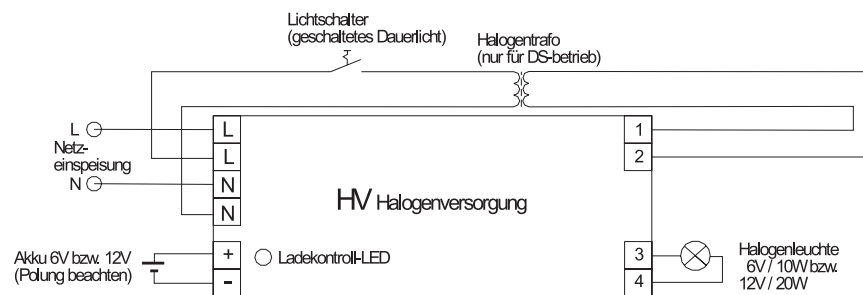 Lichtschalter
(geschaltetes Dauerlicht)
Halogentrafo
(nur für DS-betrieb)
L
Netz-
einspeisung
N
L
L
N
N
1
2
HV Halogenversorgung
Akku 6V bzw. 12V
(Polung beachten)
+
-
Ladekontroll-LED
3
4
Halogenleuchte
6V / 10W bzw.
12V / 20W